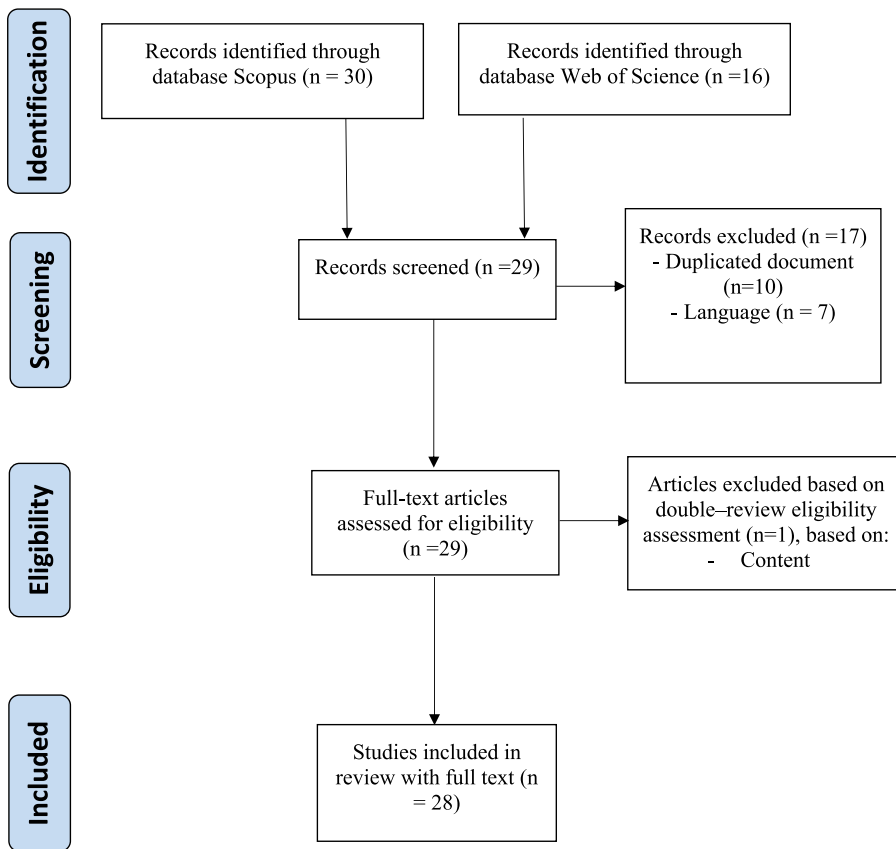 Identification
Records identified through
database Scopus (n = 30)
Records identified through
database Web of Science (n =16)
Screening
Records screened (n =29)
Records excluded (n =17)
- Duplicated document
(n=10)
- Language (n = 7)
Eligibility
Full-text articles
assessed for eligibility
(n =29)
Articles excluded based on
double–review eligibility
assessment (n=1), based on:
- Content
Included
Studies included in
review with full text (n
= 28)